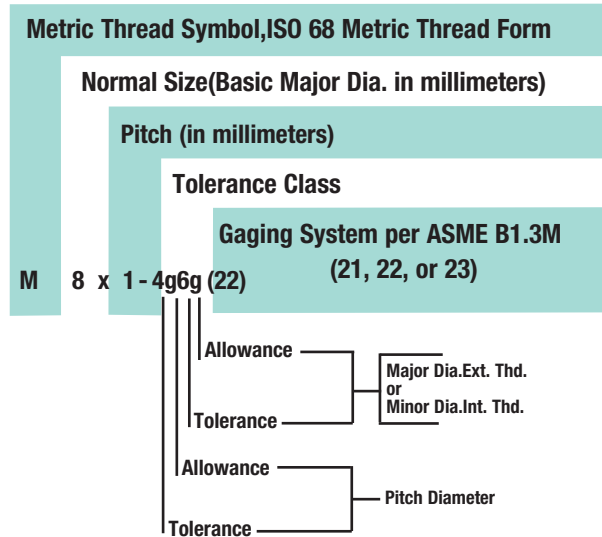 Metric Thread Symbol,ISO 68 Metric Thread Form
Normal Size(Basic Major Dia. in millimeters)
Pitch (in millimeters)
Tolerance Class
Gaging System per ASME B1.3M
(21, 22, or 23)
M 8 x 1 - 4g6g (22)
Allowance
Major Dia.Ext. Thd.
or
Minor Dia.Int. Thd.
Tolerance
Allowance
Pitch Diameter
Tolerance